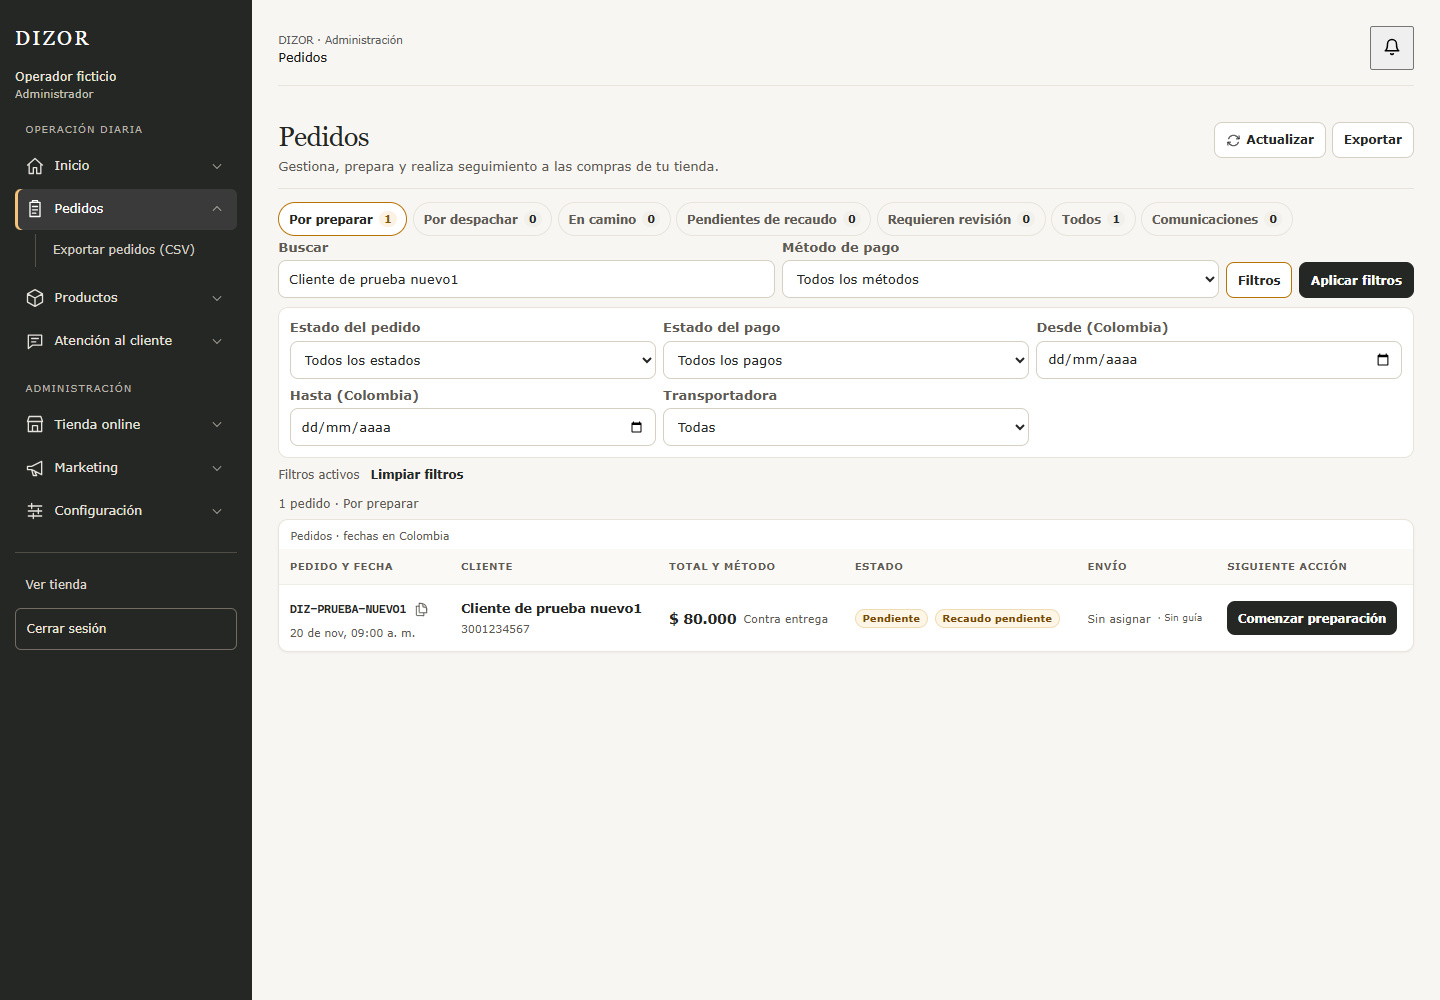 DIZOR
Operador ficticio
Administrador
OPERACIÓN DIARIA
Inicio
Pedidos
Exportar pedidos (CSV)
Productos
Atención al cliente
ADMINISTRACIÓN
Tienda online
Marketing
Configuración
Ver tienda
Cerrar sesión
DIZOR · Administración
Pedidos
Pedidos
Gestiona, prepara y realiza seguimiento a las compras de tu tienda.
Actualizar
Exportar
Por preparar 1
Por despachar 0
En camino 0
Pendientes de recaudo 0
Requieren revisión 0
Todos 1
Comunicaciones 0
Buscar
Cliente de prueba nuevo1
Método de pago
Todos los métodos
Filtros
Aplicar filtros
Estado del pedido
Todos los estados
Estado del pago
Todos los pagos
Desde (Colombia)
dd/mm/aaaa
Hasta (Colombia)
dd/mm/aaaa
Transportadora
Todas
Filtros activos Limpiar filtros
1 pedido · Por preparar
Pedidos · fechas en Colombia
PEDIDO Y FECHA CLIENTE TOTAL Y MÉTODO ESTADO ENVÍO SIGUIENTE ACCIÓN
DIZ-PRUEBA-NUEVO1
20 de nov, 09:00 a. m.
Cliente de prueba nuevo1
3001234567
$ 80.000 Contra entrega
Pendiente
Recaudo pendiente
Sin asignar · Sin guía
Comenzar preparación